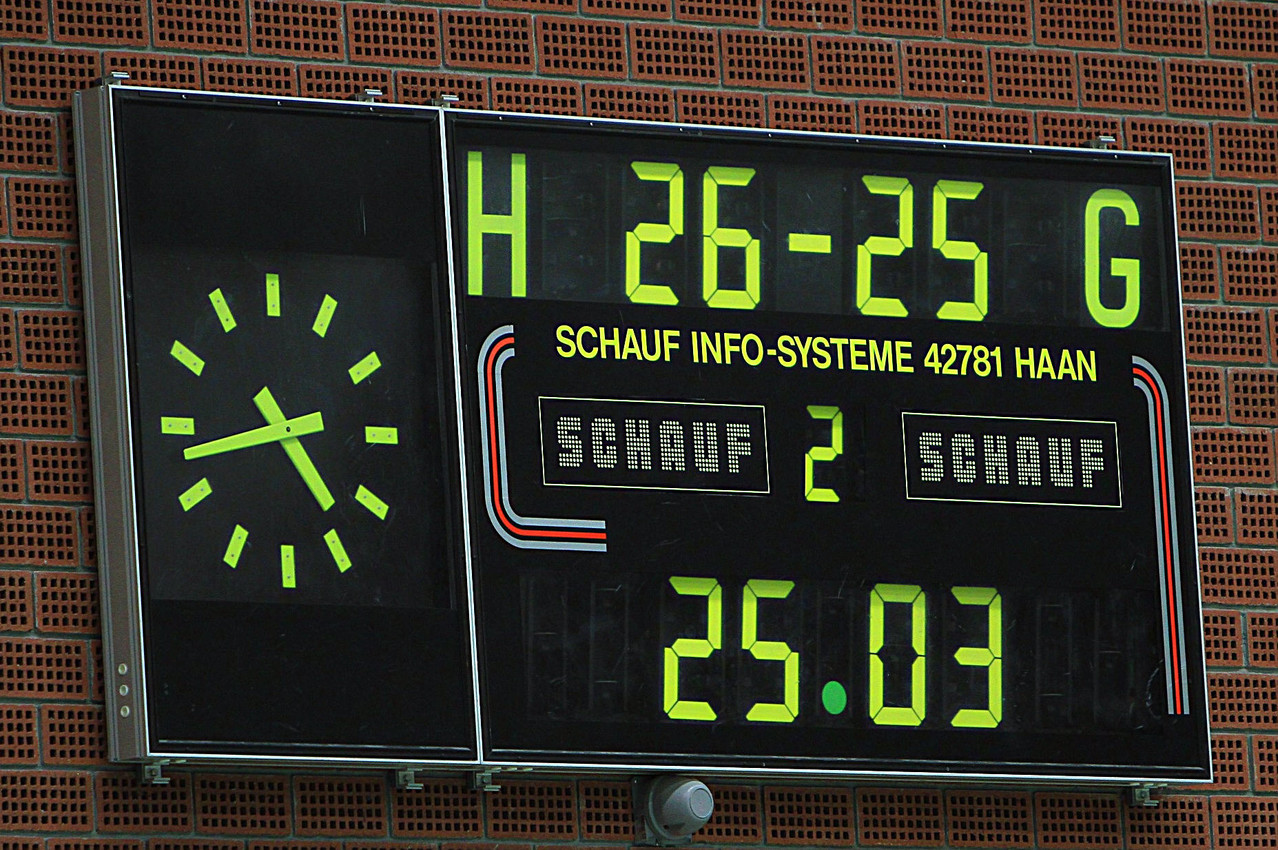 H 26-25 G
SCHAUF INFO-SYSTEME 42781 HAAN
SCHAUF 2 SCHAUF
25.03